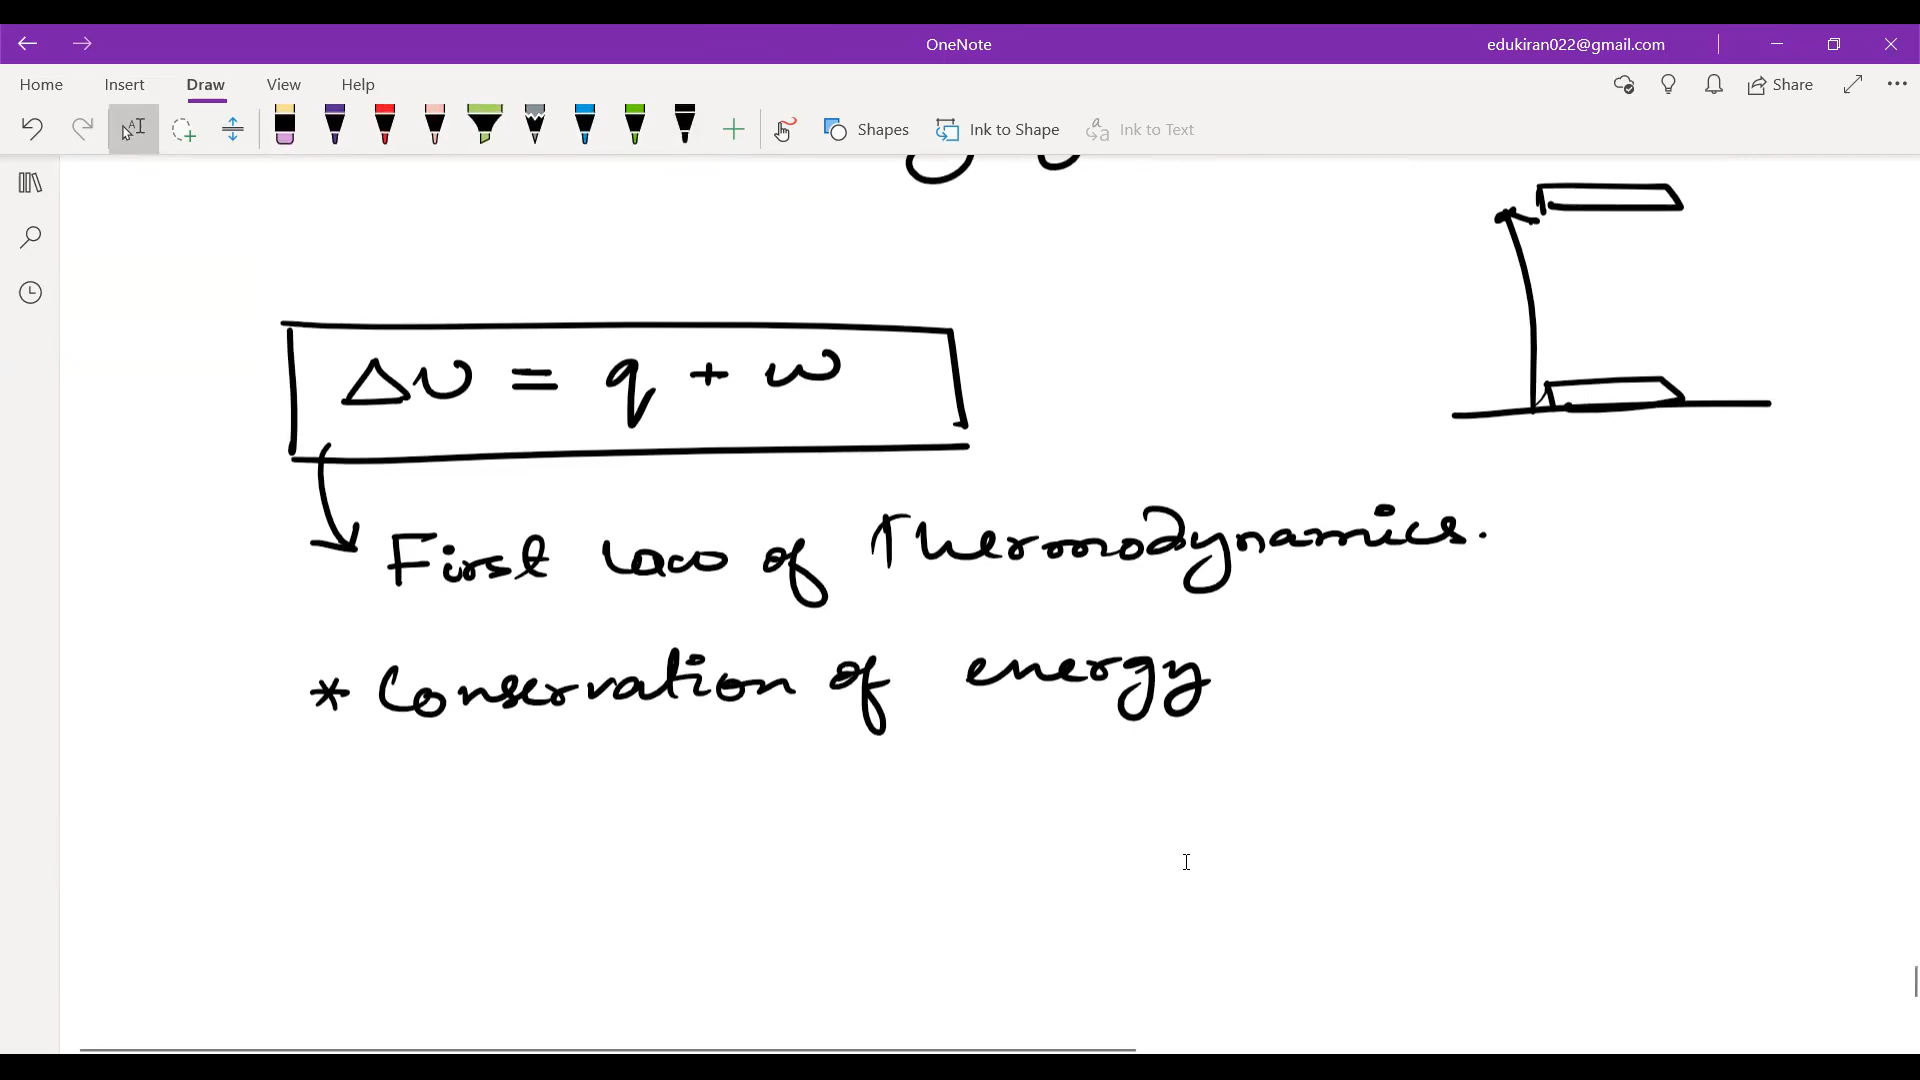 OneNote
edukiran022@gmail.com
Home Insert Draw View Help
Share
Shapes Ink to Shape Ink to Text
ΔU = q + w
First law of Thermodynamics.
* Conservation of energy